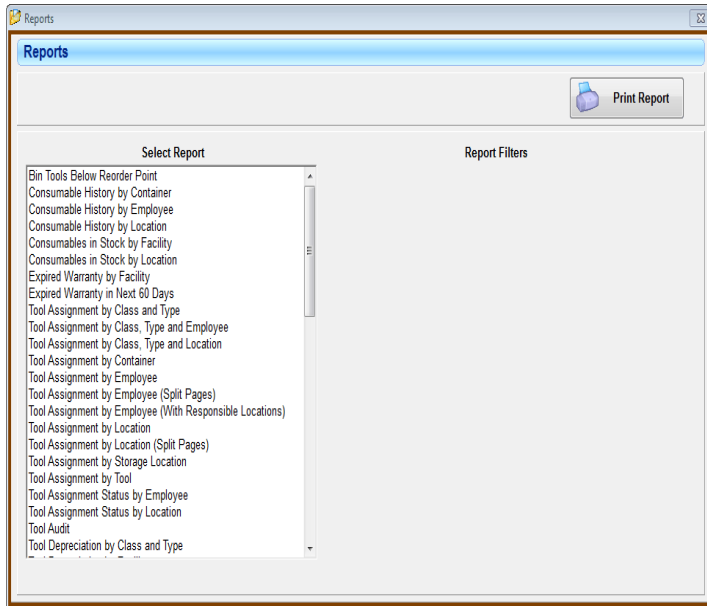 Reports
Reports
Print Report
Select Report
Report Filters
Bin Tools Below Reorder Point
Consumable History by Container
Consumable History by Employee
Consumable History by Location
Consumables in Stock by Facility
Consumables in Stock by Location
Expired Warranty by Facility
Expired Warranty in Next 60 Days
Tool Assignment by Class and Type
Tool Assignment by Class, Type and Employee
Tool Assignment by Class, Type and Location
Tool Assignment by Container
Tool Assignment by Employee
Tool Assignment by Employee (Split Pages)
Tool Assignment by Employee (With Responsible Locations)
Tool Assignment by Location
Tool Assignment by Location (Split Pages)
Tool Assignment by Storage Location
Tool Assignment by Tool
Tool Assignment Status by Employee
Tool Assignment Status by Location
Tool Audit
Tool Depreciation by Class and Type